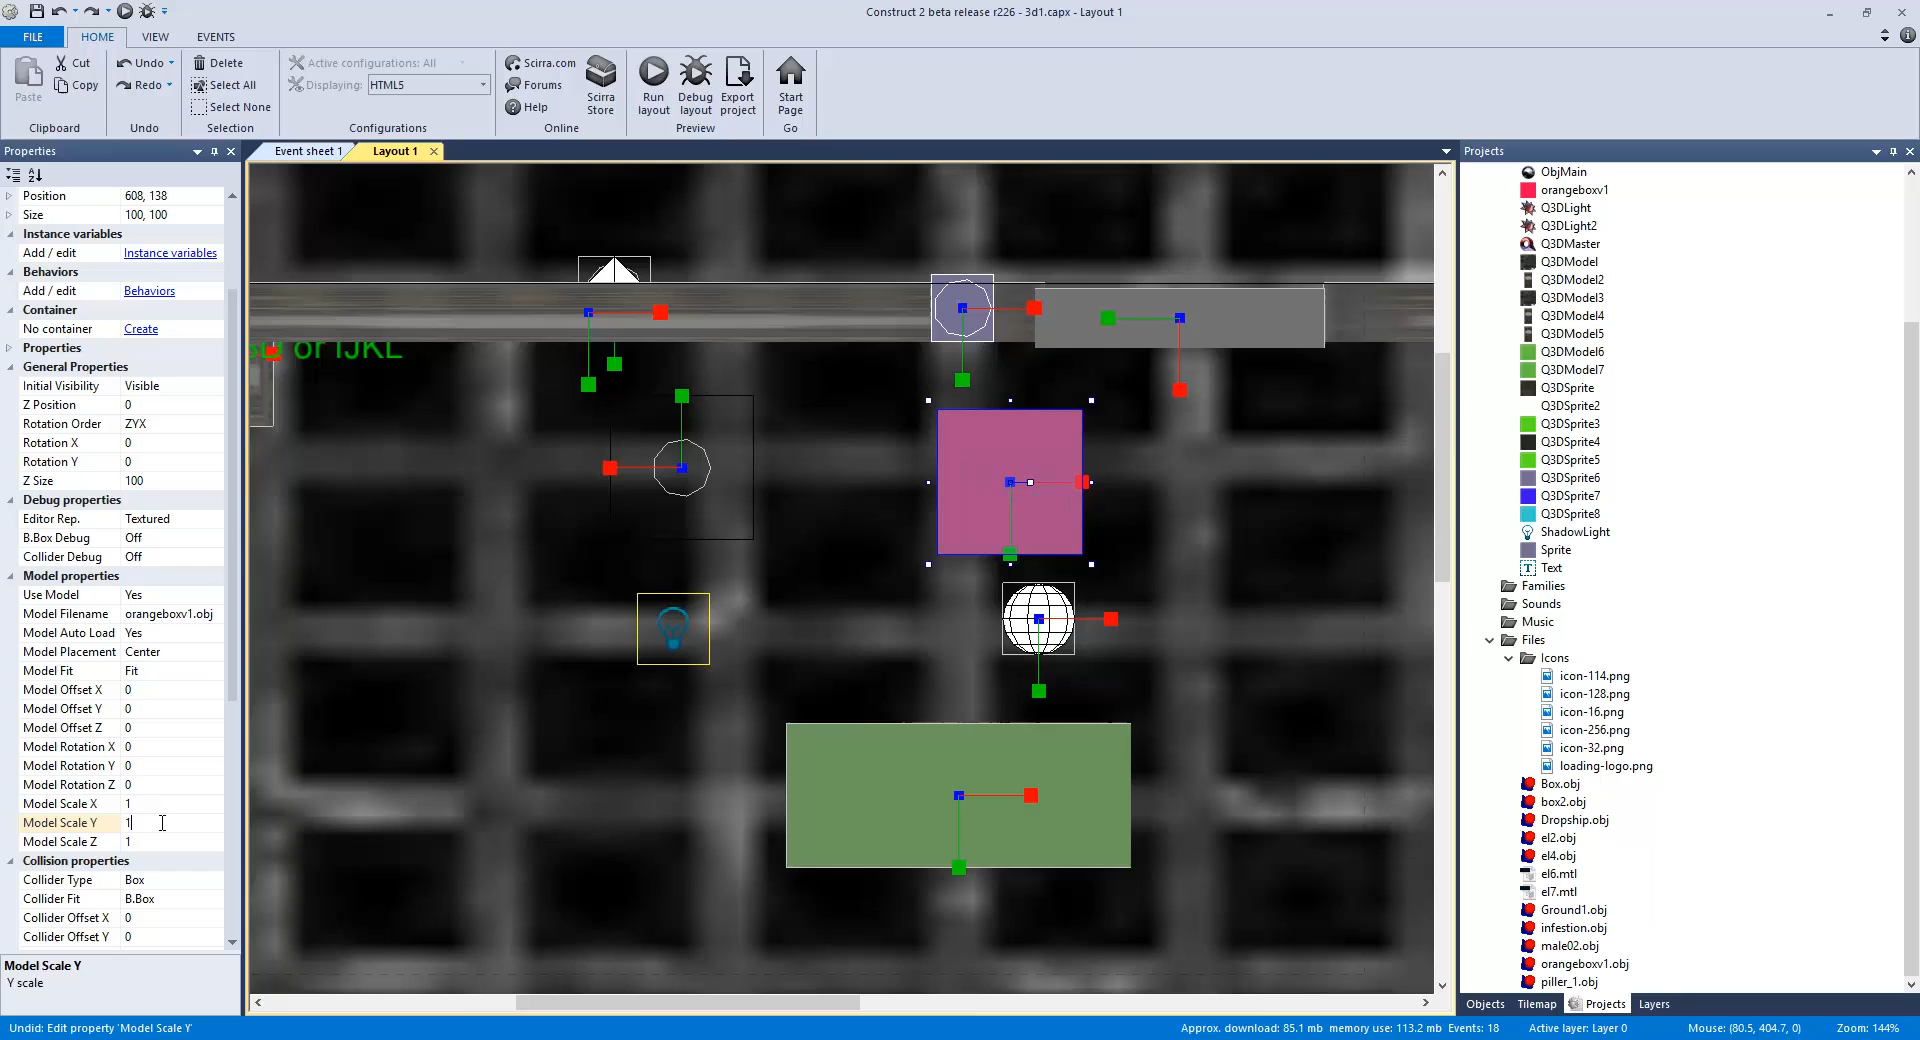 Construct 2 beta release r226 - 3d1.capx - Layout 1
FILE
HOME
VIEW
EVENTS
Paste
Cut
Copy
Clipboard
Undo
Redo
Undo
Delete
Select All
Select None
Selection
Active configurations: All
Displaying:
HTML5
Configurations
Scirra.com
Forums
Help
Scirra
Store
Online
Run
layout
Debug
layout
Export
project
Preview
Start
Page
Go
Properties
Event sheet 1
Layout 1
Projects
Position 608, 138
Size 100, 100
Instance variables
Add / edit Instance variables
Behaviors
Add / edit Behaviors
Container
No container Create
Properties
General Properties
Initial Visibility Visible
Z Position 0
Rotation Order ZYX
Rotation X 0
Rotation Y 0
Z Size 100
Debug properties
Editor Rep. Textured
B.Box Debug Off
Collider Debug Off
Model properties
Use Model Yes
Model Filename orangeboxv1.obj
Model Auto Load Yes
Model Placement Center
Model Fit Fit
Model Offset X 0
Model Offset Y 0
Model Offset Z 0
Model Rotation X 0
Model Rotation Y 0
Model Rotation Z 0
Model Scale X 1
Model Scale Y 1
Model Scale Z 1
Collision properties
Collider Type Box
Collider Fit B.Box
Collider Offset X 0
Collider Offset Y 0
Model Scale Y
Y scale
or IJKL
ObjMain
orangeboxv1
Q3DLight
Q3DLight2
Q3DMaster
Q3DModel
Q3DModel2
Q3DModel3
Q3DModel4
Q3DModel5
Q3DModel6
Q3DModel7
Q3DSprite
Q3DSprite2
Q3DSprite3
Q3DSprite4
Q3DSprite5
Q3DSprite6
Q3DSprite7
Q3DSprite8
ShadowLight
Sprite
T Text
Families
Sounds
Music
Files
Icons
icon-114.png
icon-128.png
icon-16.png
icon-256.png
icon-32.png
loading-logo.png
Box.obj
box2.obj
Dropship.obj
el2.obj
el4.obj
el6.mtl
el7.mtl
Ground1.obj
infestion.obj
male02.obj
orangeboxv1.obj
piller_1.obj
Objects
Tilemap
Projects
Layers
Undid: Edit property 'Model Scale Y'
Approx. download: 85.1 mb memory use: 113.2 mb Events: 18
Active layer: Layer 0
Mouse: (80.5, 404.7, 0)
Zoom: 144%